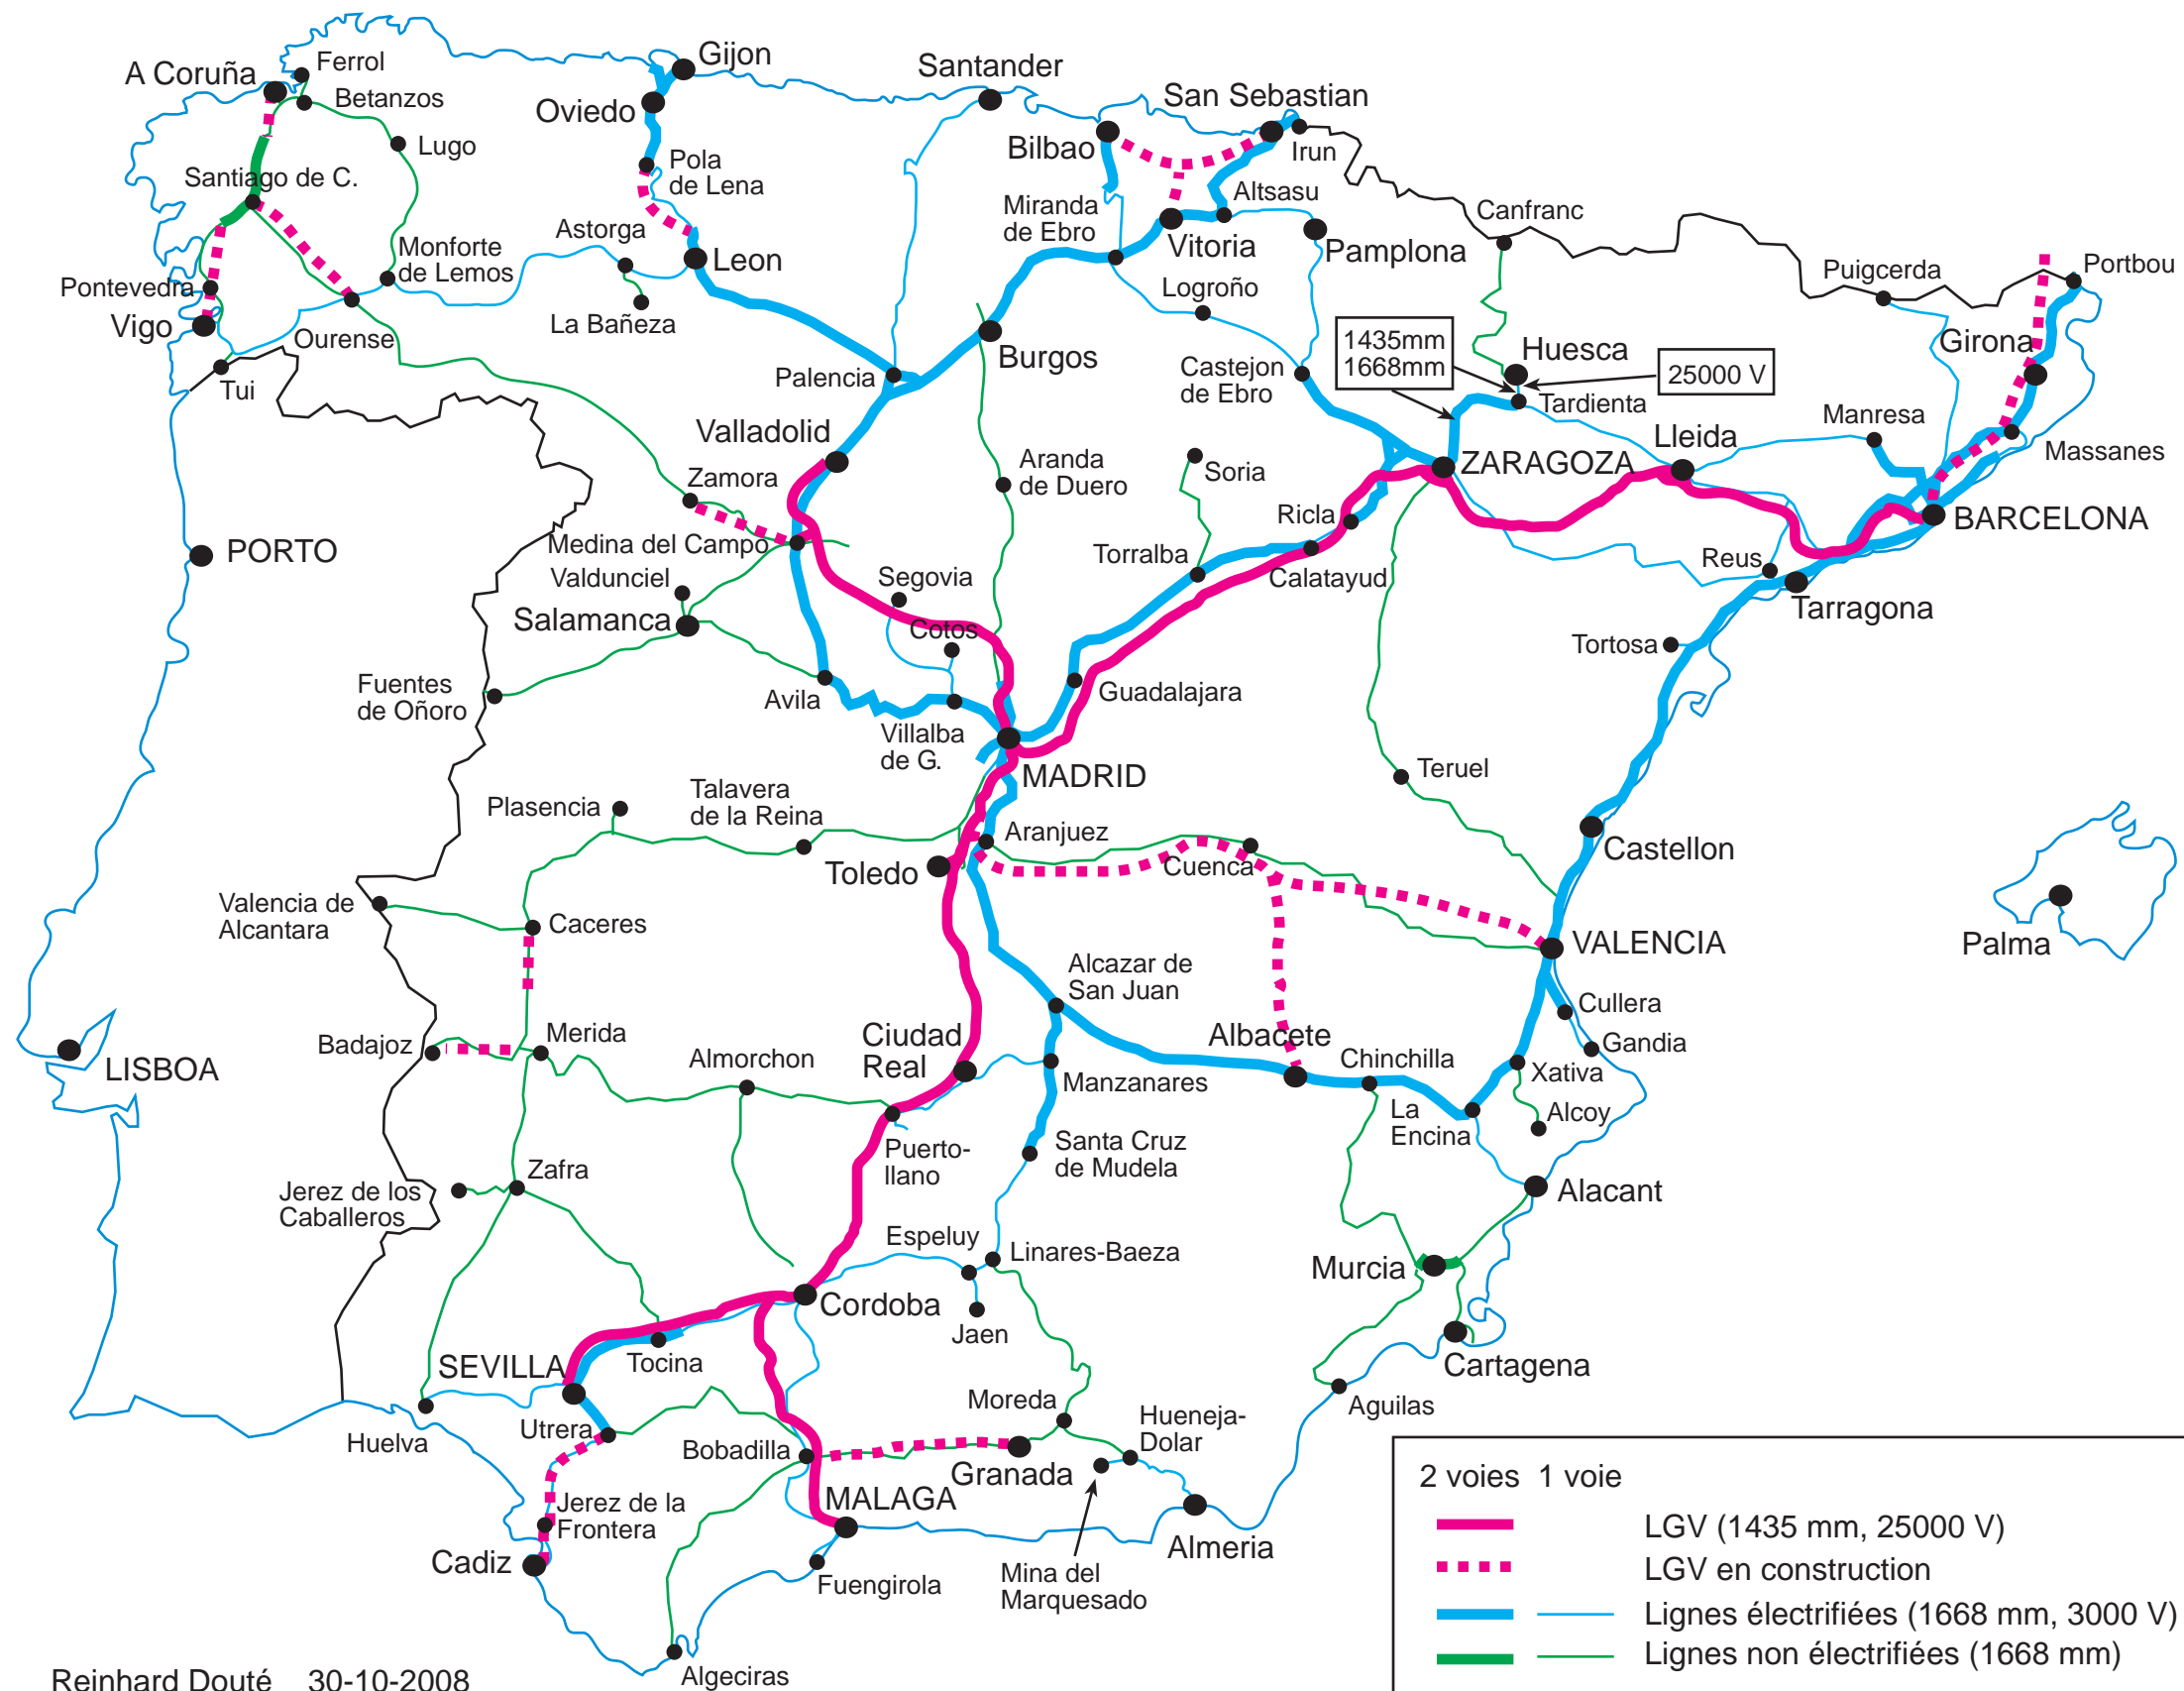 Gijon
Ferrol
A Coruña
Santander
Betanzos
San Sebastian
Oviedo
Lugo
Bilbao
Irun
Pola
de Lena
Santiago de C.
Altsasu
Miranda
de Ebro
Canfranc
Astorga
Monforte
de Lemos
Vitoria
Pamplona
Leon
Puigcerda
Portbou
Pontevedra
Logroño
Vigo
La Bañeza
Ourense
1435mm
1668mm
Huesca
Girona
Burgos
Castejon
de Ebro
25000 V
Palencia
Tui
Tardienta
Manresa
Valladolid
Lleida
Massanes
Aranda
de Duero
Soria
ZARAGOZA
Zamora
Ricla
BARCELONA
PORTO
Medina del Campo
Torralba
Valdunciel
Segovia
Calatayud
Reus
Salamanca
Cotos
Tarragona
Tortosa
Fuentes
de Oñoro
Avila
Guadalajara
Villalba
de G.
MADRID
Teruel
Plasencia
Talavera
de la Reina
Aranjuez
Castellon
Toledo
Cuenca
Valencia de
Alcantara
Caceres
VALENCIA
Palma
Alcazar de
San Juan
Cullera
Ciudad
Real
Albacete
Badajoz
Merida
Almorchon
Chinchilla
Gandia
LISBOA
Manzanares
Xativa
La
Encina
Alcoy
Puerto-
llano
Santa Cruz
de Mudela
Zafra
Jerez de los
Caballeros
Alacant
Espeluy
Linares-Baeza
Murcia
Cordoba
Jaen
SEVILLA
Tocina
Cartagena
Moreda
Aguilas
Hueneja-
Dolar
Huelva
Utrera
Bobadilla
Granada
2 voies 1 voie
MALAGA
Jerez de la
Frontera
LGV (1435 mm, 25000 V)
Almeria
Cadiz
Mina del
Marquesado
LGV en construction
Fuengirola
Lignes électrifiées (1668 mm, 3000 V)
Lignes non électrifiées (1668 mm)
Algeciras
Reinhard Douté 30-10-2008